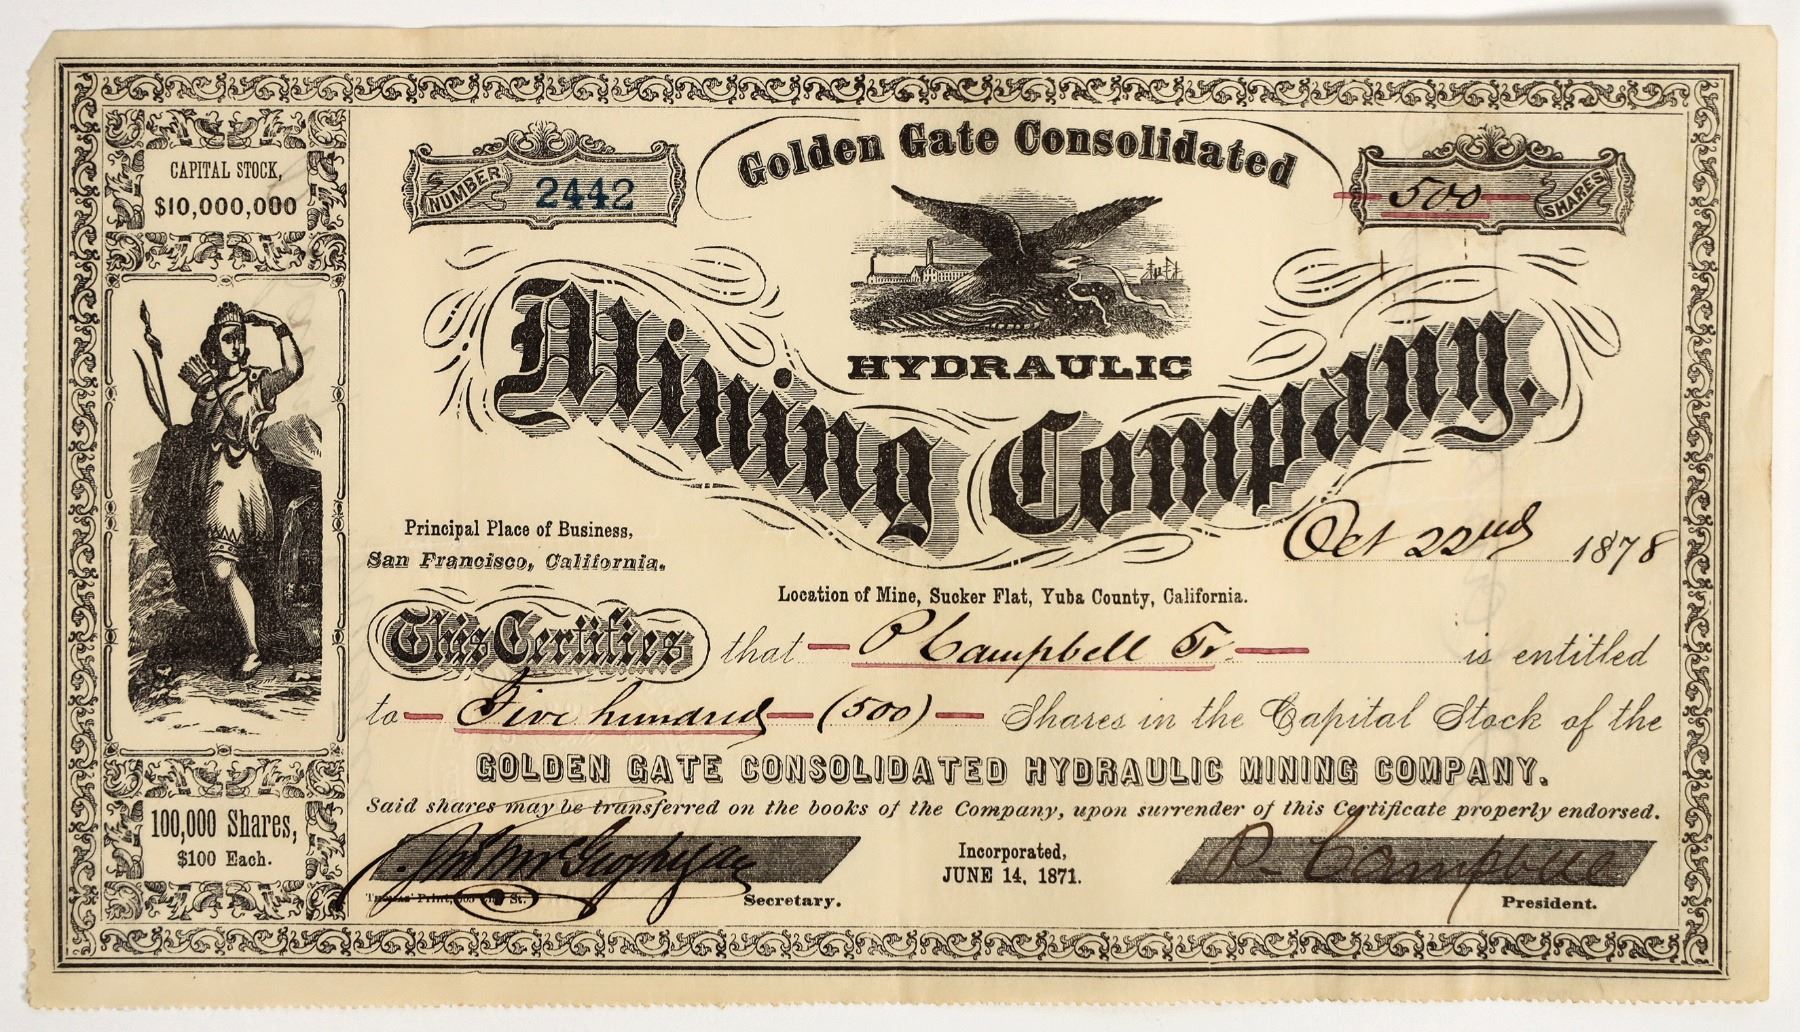 CAPITAL STOCK,
$10,000,000
NUMBER 2442
Golden Gate Consolidated
500 SHARES
HYDRAULIC
Mining Company.
Principal Place of Business,
San Francisco, California.
Oct 22nd 1878
Location of Mine, Sucker Flat, Yuba County, California.
This Certifies that P Campbell Tr. is entitled
to Five hundred (500) Shares in the Capital Stock of the
GOLDEN GATE CONSOLIDATED HYDRAULIC MINING COMPANY.
Said shares may be transferred on the books of the Company, upon surrender of this Certificate properly endorsed.
100,000 Shares,
$100 Each.
Secretary.
Incorporated,
JUNE 14, 1871.
P. Campbell
President.
Print, St.